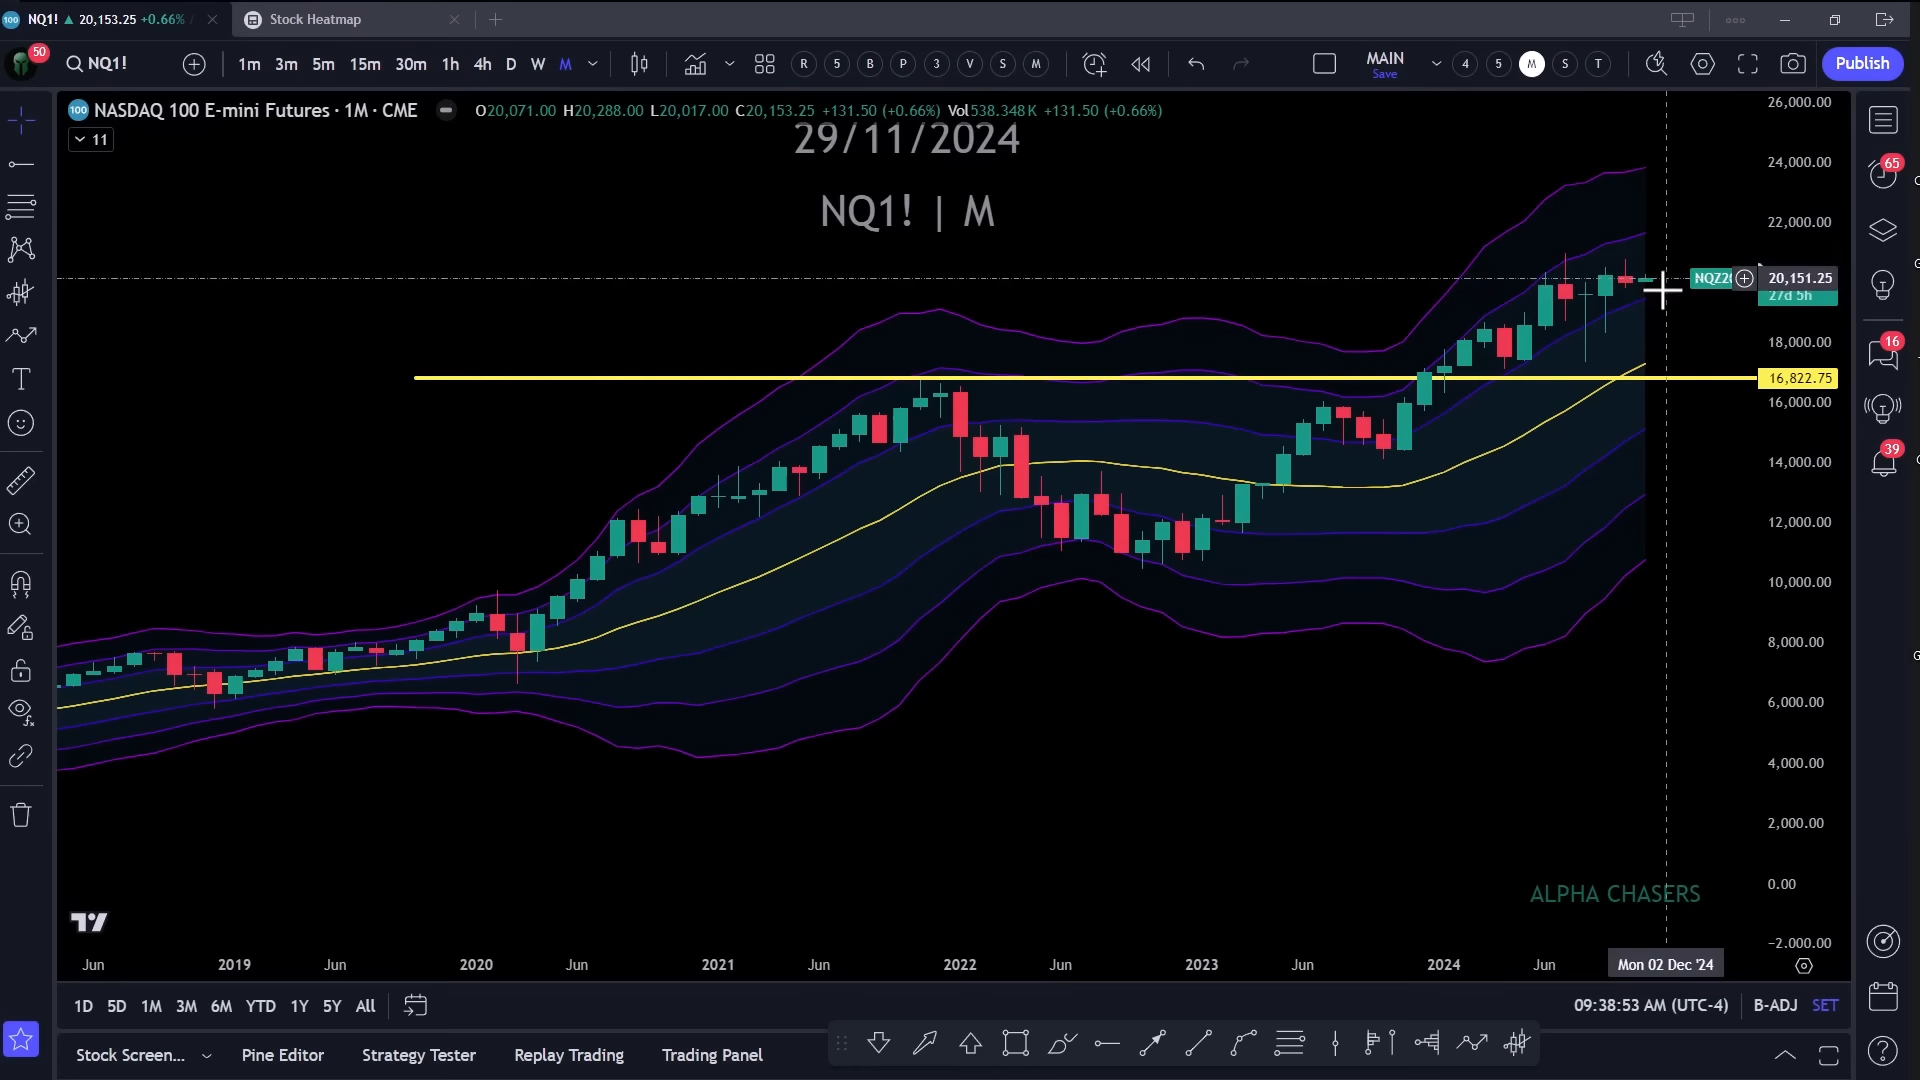 NQ1! ▲ 20,153.25 +0.66% /
Stock Heatmap
50
NQ1!
1m 3m 5m 15m 30m 1h 4h D W M
R 5 B P 3 V S M
MAIN
Save
4 5 M S T
Publish
100 NASDAQ 100 E-mini Futures · 1M · CME O20,071.00 H20,288.00 L20,017.00 C20,153.25 +131.50 (+0.66%) Vol538.348K +131.50 (+0.66%)
11
29/11/2024
NQ1! | M
26,000.00
24,000.00
22,000.00
20,151.25
27d 5h
18,000.00
16,822.75
16,000.00
14,000.00
12,000.00
10,000.00
8,000.00
6,000.00
4,000.00
2,000.00
0.00
−2,000.00
65
16
39
ALPHA CHASERS
Jun 2019 Jun 2020 Jun 2021 Jun 2022 Jun 2023 Jun 2024 Jun Mon 02 Dec '24
1D 5D 1M 3M 6M YTD 1Y 5Y All
09:38:53 AM (UTC-4) B-ADJ SET
Stock Screen... Pine Editor Strategy Tester Replay Trading Trading Panel